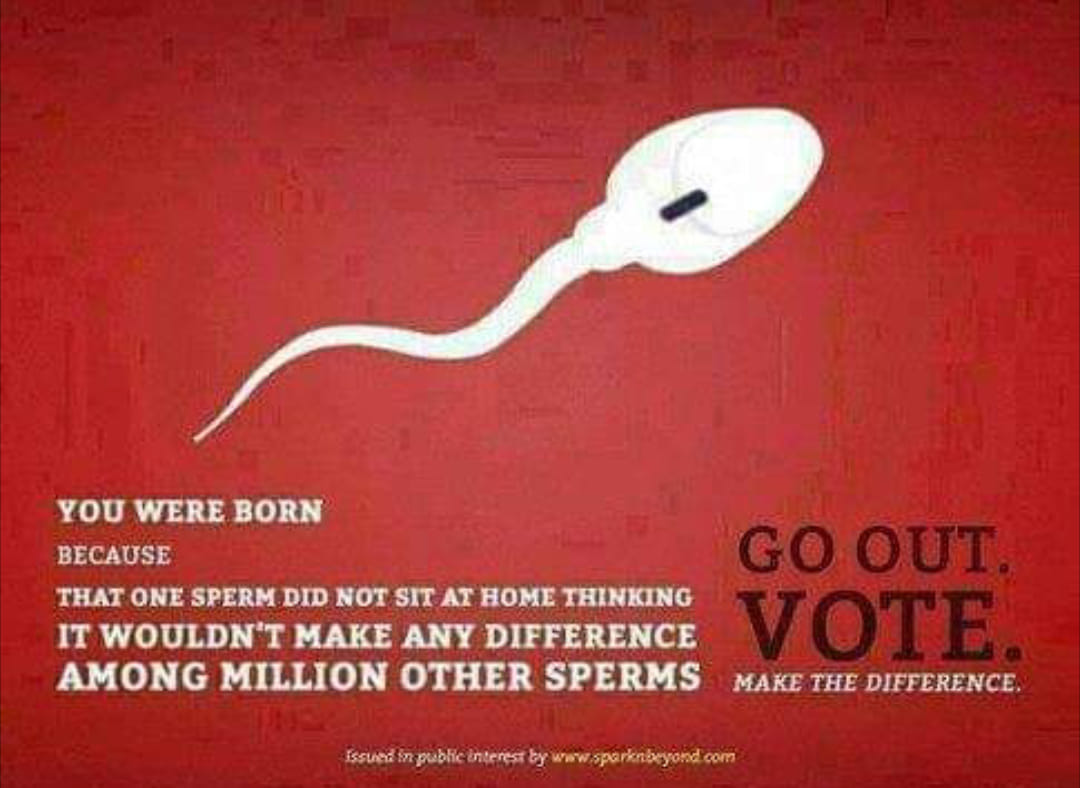 YOU WERE BORN
BECAUSE
THAT ONE SPERM DID NOT SIT AT HOME THINKING
IT WOULDN'T MAKE ANY DIFFERENCE
AMONG MILLION OTHER SPERMS
GO OUT.
VOTE.
MAKE THE DIFFERENCE.
Issued in public interest by www.sparknbeyond.com